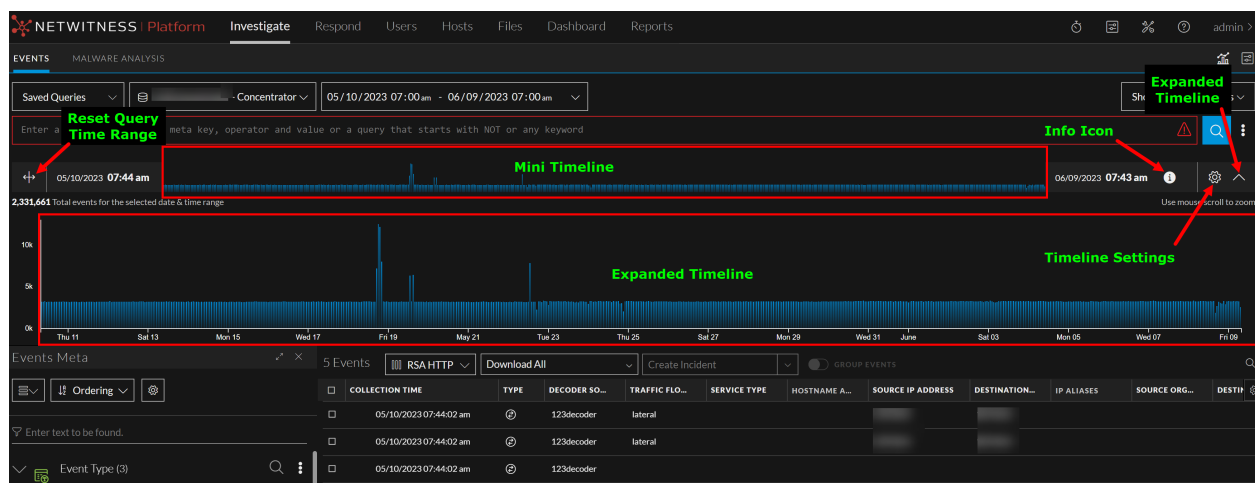 NETWITNESS | Platform Investigate Respond Users Hosts Files Dashboard Reports admin >
EVENTS MALWARE ANALYSIS
Expanded Timeline
Saved Queries - Concentrator 05/10/2023 07:00 am - 06/09/2023 07:00 am
Reset Query Time Range
Enter a meta key, operator and value or a query that starts with NOT or any keyword
Info Icon
Mini Timeline
05/10/2023 07:44 am 06/09/2023 07:43 am
2,331,661 Total events for the selected date & time range Use mouse scroll to zoom
10k
5k
0k
Expanded Timeline
Timeline Settings
Thu 11 Sat 13 Mon 15 Wed 17 Fri 19 May 21 Tue 23 Thu 25 Sat 27 Mon 29 Wed 31 June Sat 03 Mon 05 Wed 07 Fri 09
Events Meta 5 Events RSA HTTP Download All Create Incident GROUP EVENTS
Ordering
COLLECTION TIME TYPE DECODER SO... TRAFFIC FLO... SERVICE TYPE HOSTNAME A... SOURCE IP ADDRESS DESTINATION... IP ALIASES SOURCE ORG... DESTIN
05/10/2023 07:44:02 am 123decoder lateral
Enter text to be found.
05/10/2023 07:44:02 am 123decoder lateral
Event Type (3)
05/10/2023 07:44:02 am 123decoder